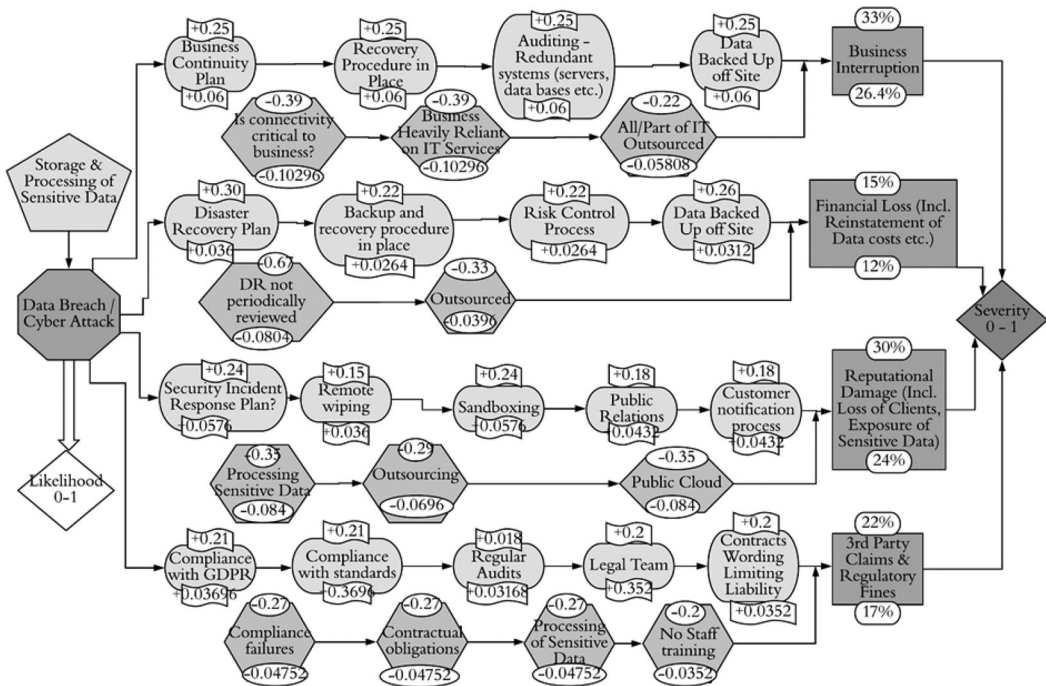 +0.25
Business
Continuity
Plan
+0.06
+0.25
Recovery
Procedure in
Place
+0.06
+0.25
Auditing –
Redundant
systems (servers,
data bases etc.)
+0.06
+0.25
Data
Backed Up
off Site
+0.06
33%
Business
Interruption
26.4%
-0.39
Is connectivity
critical to
business?
-0.10296
-0.39
Business
Heavily Reliant
on IT Services
-0.10296
-0.22
All/Part of IT
Outsourced
-0.05808
Storage &
Processing of
Sensitive Data
+0.30
Disaster
Recovery Plan
+0.036
+0.22
Backup and
recovery procedure
in place
+0.0264
+0.22
Risk Control
Process
+0.0264
+0.26
Data Backed
Up off Site
+0.0312
15%
Financial Loss (Incl.
Reinstatement of
Data costs etc.)
12%
-0.67
DR not
periodically
reviewed
-0.0804
-0.33
Outsourced
-0.0396
Data Breach /
Cyber Attack
Severity
0 – 1
+0.24
Security Incident
Response Plan?
+0.0576
+0.15
Remote
wiping
+0.036
+0.24
Sandboxing
+0.0576
+0.18
Public
Relations
+0.0432
+0.18
Customer
notification
process
+0.0432
30%
Reputational
Damage (Incl.
Loss of Clients,
Exposure of
Sensitive Data)
24%
-0.35
Processing
Sensitive Data
-0.084
-0.29
Outsourcing
-0.0696
-0.35
Public Cloud
-0.084
Likelihood
0–1
+0.21
Compliance
with GDPR
+0.03696
+0.21
Compliance
with standards
+0.3696
+0.018
Regular
Audits
+0.03168
+0.2
Legal Team
+0.352
+0.2
Contracts
Wording
Limiting
Liability
+0.0352
22%
3rd Party
Claims &
Regulatory
Fines
17%
-0.27
Compliance
failures
-0.04752
-0.27
Contractual
obligations
-0.04752
-0.27
Processing
of Sensitive
Data
-0.04752
-0.2
No Staff
training
-0.0352